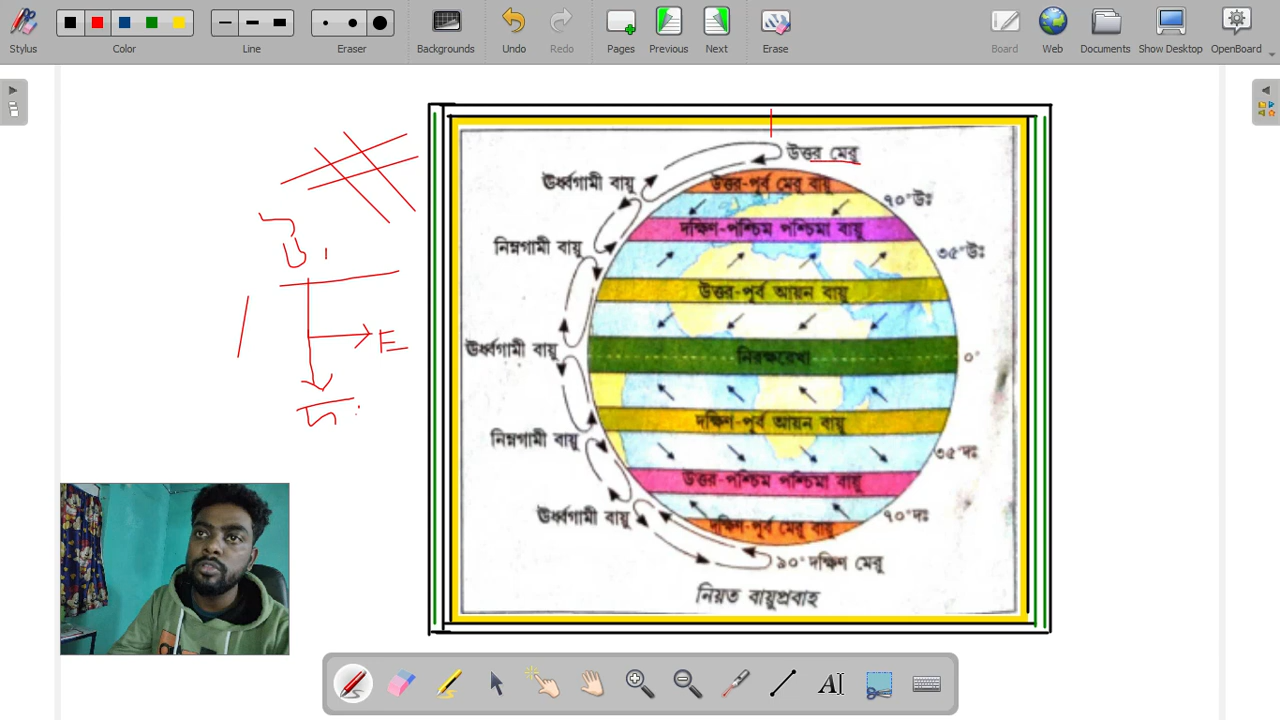 Stylus
Color
Line
Eraser
Backgrounds
Undo
Redo
Pages
Previous
Next
Erase
Board
Web
Documents
Show Desktop
OpenBoard
উত্তর মেরু
উত্তর-পূর্ব মেরু বায়ু
ঊর্ধ্বগামী বায়ু
৭০°উঃ
দক্ষিণ-পশ্চিম পশ্চিমা বায়ু
নিম্নগামী বায়ু
৩৫°উঃ
উত্তর-পূর্ব আয়ন বায়ু
ঊর্ধ্বগামী বায়ু
নিরক্ষরেখা
০°
E
দক্ষিণ-পূর্ব আয়ন বায়ু
নিম্নগামী বায়ু
৩৫°দঃ
উত্তর-পশ্চিম পশ্চিমা বায়ু
ঊর্ধ্বগামী বায়ু
৭০°দঃ
দক্ষিণ-পূর্ব মেরু বায়ু
৯০°দক্ষিণ মেরু
নিয়ত বায়ুপ্রবাহ